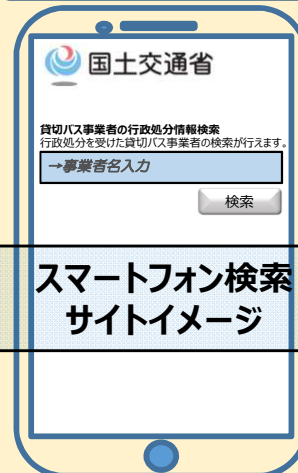 国土交通省
貸切バス事業者の行政処分情報検索
行政処分を受けた貸切バス事業者の検索が行えます。
→事業者名入力
検索
スマートフォン検索
サイトイメージ